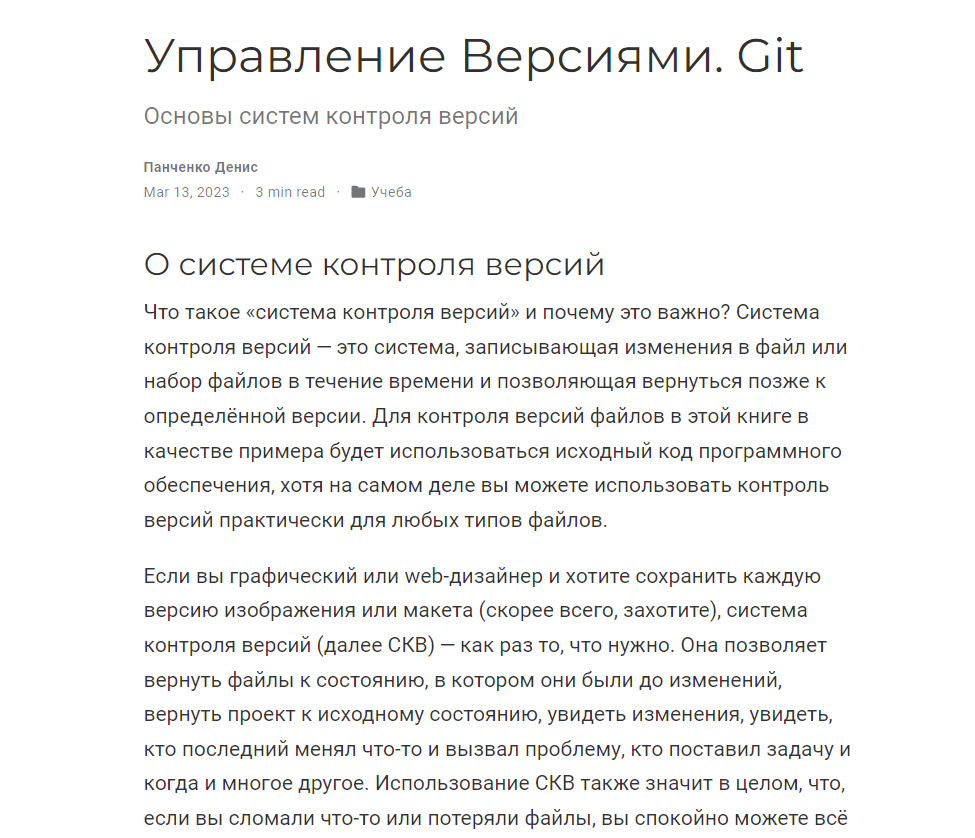 Управление Версиями. Git
Основы систем контроля версий
Панченко Денис
Mar 13, 2023 · 3 min read · Учеба
О системе контроля версий
Что такое «система контроля версий» и почему это важно? Система
контроля версий — это система, записывающая изменения в файл или
набор файлов в течение времени и позволяющая вернуться позже к
определённой версии. Для контроля версий файлов в этой книге в
качестве примера будет использоваться исходный код программного
обеспечения, хотя на самом деле вы можете использовать контроль
версий практически для любых типов файлов.
Если вы графический или web-дизайнер и хотите сохранить каждую
версию изображения или макета (скорее всего, захотите), система
контроля версий (далее СКВ) — как раз то, что нужно. Она позволяет
вернуть файлы к состоянию, в котором они были до изменений,
вернуть проект к исходному состоянию, увидеть изменения, увидеть,
кто последний менял что-то и вызвал проблему, кто поставил задачу и
когда и многое другое. Использование СКВ также значит в целом, что,
если вы сломали что-то или потеряли файлы, вы спокойно можете всё